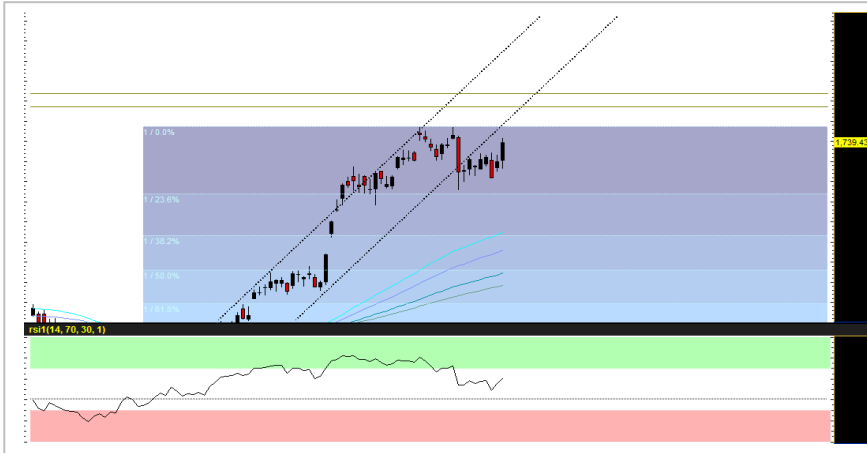 1 / 0.0%
1,739.43
1 / 23.6%
1 / 38.2%
1 / 50.0%
1 / 61.8%
rsi1(14, 70, 30, 1)